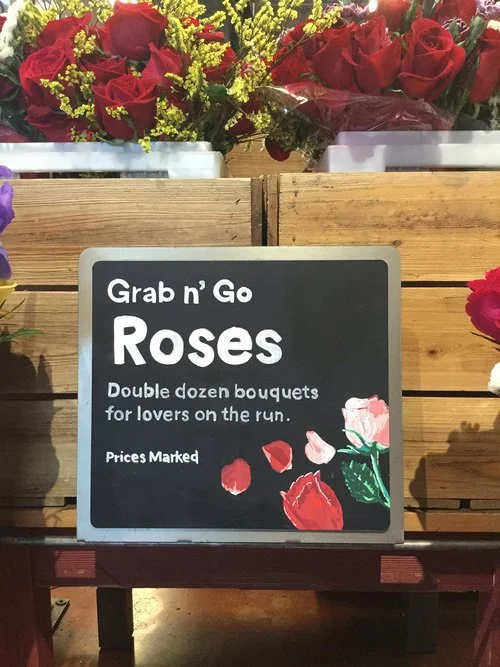 Grab n' Go
Roses
Double dozen bouquets
for lovers on the run.
Prices Marked